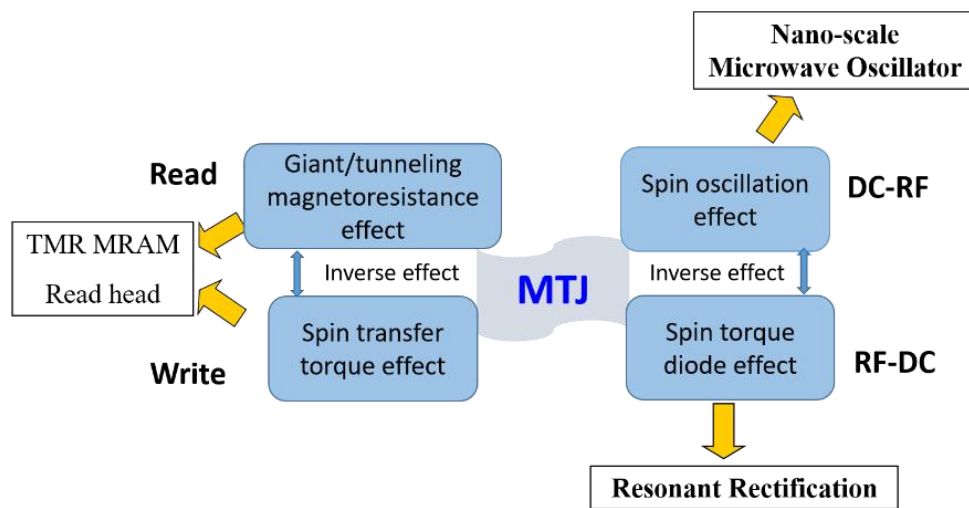 Nano-scale
Microwave Oscillator
Read
Giant/tunneling
magnetoresistance
effect
Spin oscillation
effect
DC-RF
TMR MRAM
Read head
Inverse effect
MTJ
Inverse effect
Write
Spin transfer
torque effect
Spin torque
diode effect
RF-DC
Resonant Rectification